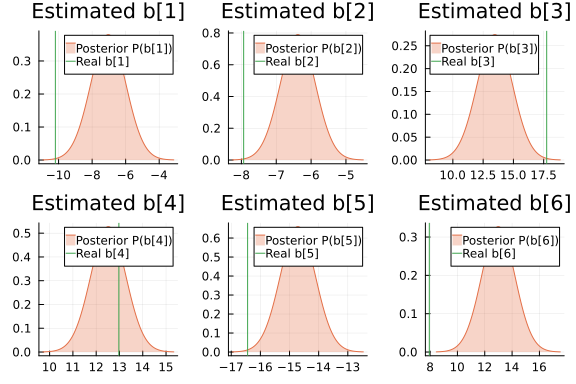 Estimated b[1]
Posterior P(b[1])
Real b[1]
0.3
0.2
0.1
0.0
−10 −8 −6 −4
Estimated b[2]
Posterior P(b[2])
Real b[2]
0.8
0.6
0.4
0.2
0.0
−8 −7 −6 −5
Estimated b[3]
Posterior P(b[3])
Real b[3]
0.25
0.20
0.15
0.10
0.05
0.00
10.0 12.5 15.0 17.5
Estimated b[4]
Posterior P(b[4])
Real b[4]
0.5
0.4
0.3
0.2
0.1
0.0
10 11 12 13 14 15
Estimated b[5]
Posterior P(b[5])
Real b[5]
0.6
0.5
0.4
0.3
0.2
0.1
0.0
−17 −16 −15 −14 −13
Estimated b[6]
Posterior P(b[6])
Real b[6]
0.3
0.2
0.1
0.0
8 10 12 14 16